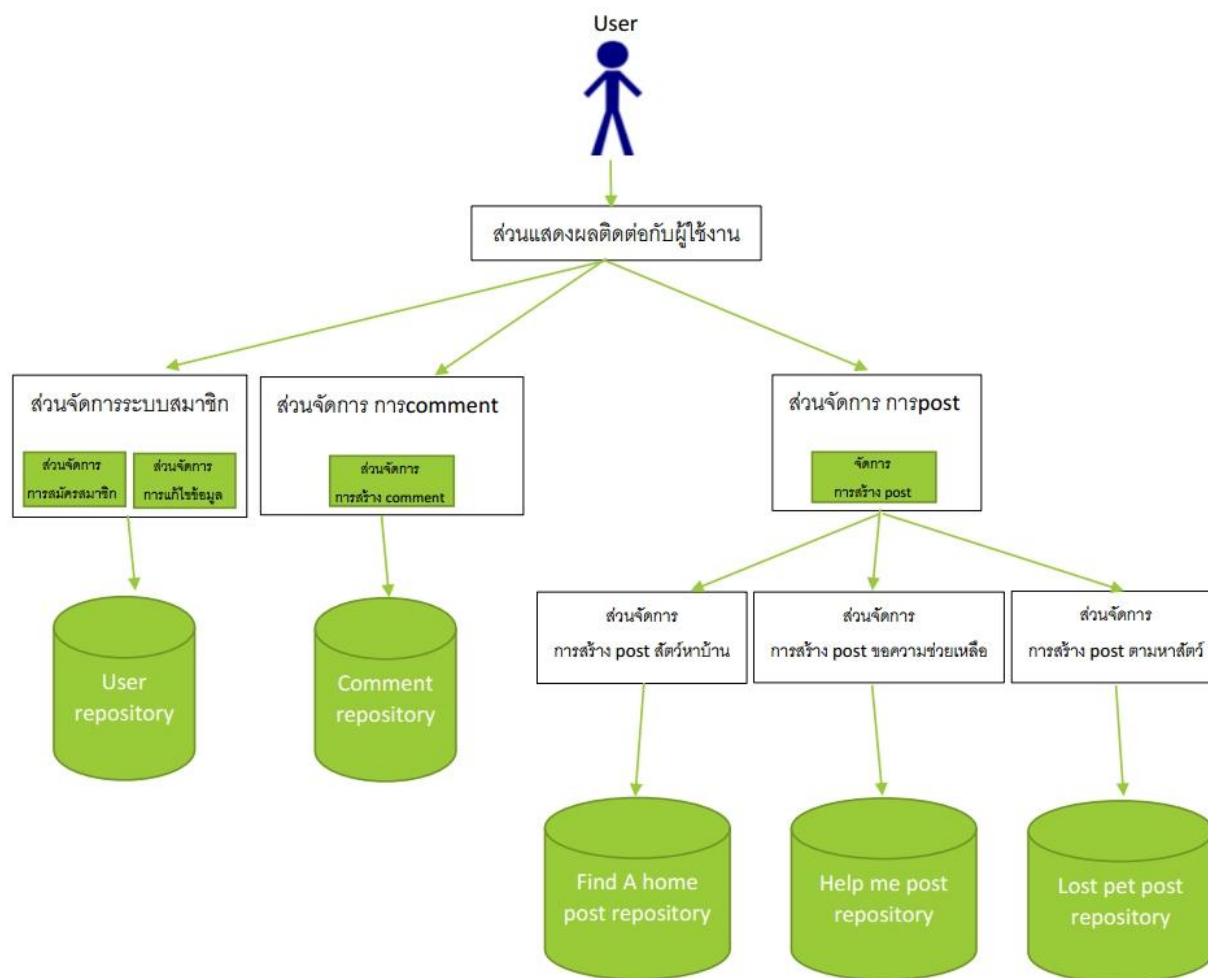 User
ส่วนแสดงผลติดต่อกับผู้ใช้งาน
ส่วนจัดการระบบสมาชิก
ส่วนจัดการ
การสมัครสมาชิก
ส่วนจัดการ
การแก้ไขข้อมูล
ส่วนจัดการ การcomment
ส่วนจัดการ
การสร้าง comment
ส่วนจัดการ การpost
จัดการ
การสร้าง post
User
repository
Comment
repository
ส่วนจัดการ
การสร้าง post สัตว์หาบ้าน
ส่วนจัดการ
การสร้าง post ขอความช่วยเหลือ
ส่วนจัดการ
การสร้าง post ตามหาสัตว์
Find A home
post repository
Help me post
repository
Lost pet post
repository